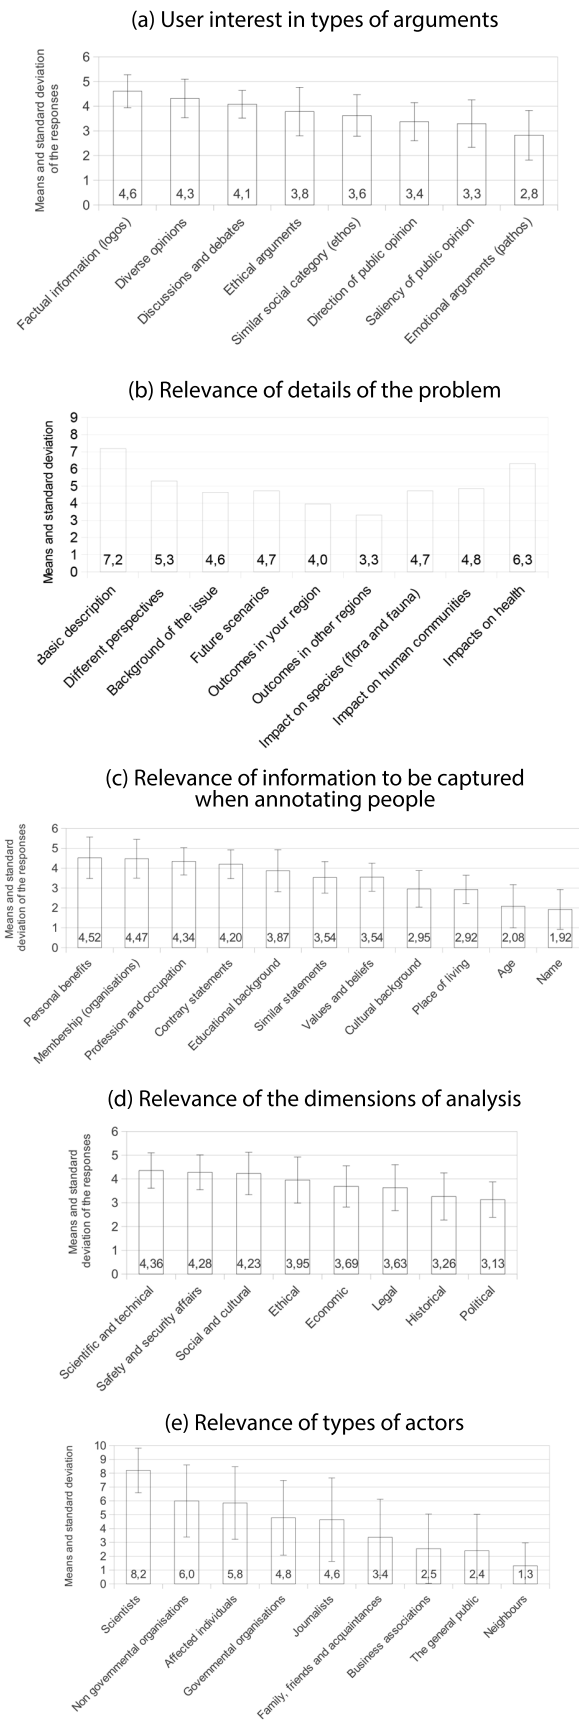 (a) User interest in types of arguments
Means and standard deviation
of the responses
6
5
4
3
2
1
0
4,6
4,3
4,1
3,8
3,6
3,4
3,3
2,8
Factual information (logos)
Diverse opinions
Discussions and debates
Ethical arguments
Similar social category (ethos)
Direction of public opinion
Saliency of public opinion
Emotional arguments (pathos)
(b) Relevance of details of the problem
Means and standard deviation
9
8
7
6
5
4
3
2
1
0
7,2
5,3
4,6
4,7
4,0
3,3
4,7
4,8
6,3
Basic description
Different perspectives
Background of the issue
Future scenarios
Outcomes in your region
Outcomes in other regions
Impact on species (flora and fauna)
Impact on human communities
Impacts on health
(c) Relevance of information to be captured
when annotating people
Means and standard
deviation of the responses
6
5
4
3
2
1
0
4,52
4,47
4,34
4,20
3,87
3,54
3,54
2,95
2,92
2,08
1,92
Personal benefits
Membership (organisations)
Profession and occupation
Contrary statements
Educational background
Similar statements
Values and beliefs
Cultural background
Place of living
Age
Name
(d) Relevance of the dimensions of analysis
Means and standard
deviation of the responses
6
5
4
3
2
1
0
4,36
4,28
4,23
3,95
3,69
3,63
3,26
3,13
Scientific and technical
Safety and security affairs
Social and cultural
Ethical
Economic
Legal
Historical
Political
(e) Relevance of types of actors
Means and standard deviation
10
9
8
7
6
5
4
3
2
1
0
8,2
6,0
5,8
4,8
4,6
3,4
2,5
2,4
1,3
Scientists
Non governmental organisations
Affected individuals
Governmental organisations
Journalists
Family, friends and acquaintances
Business associations
The general public
Neighbours